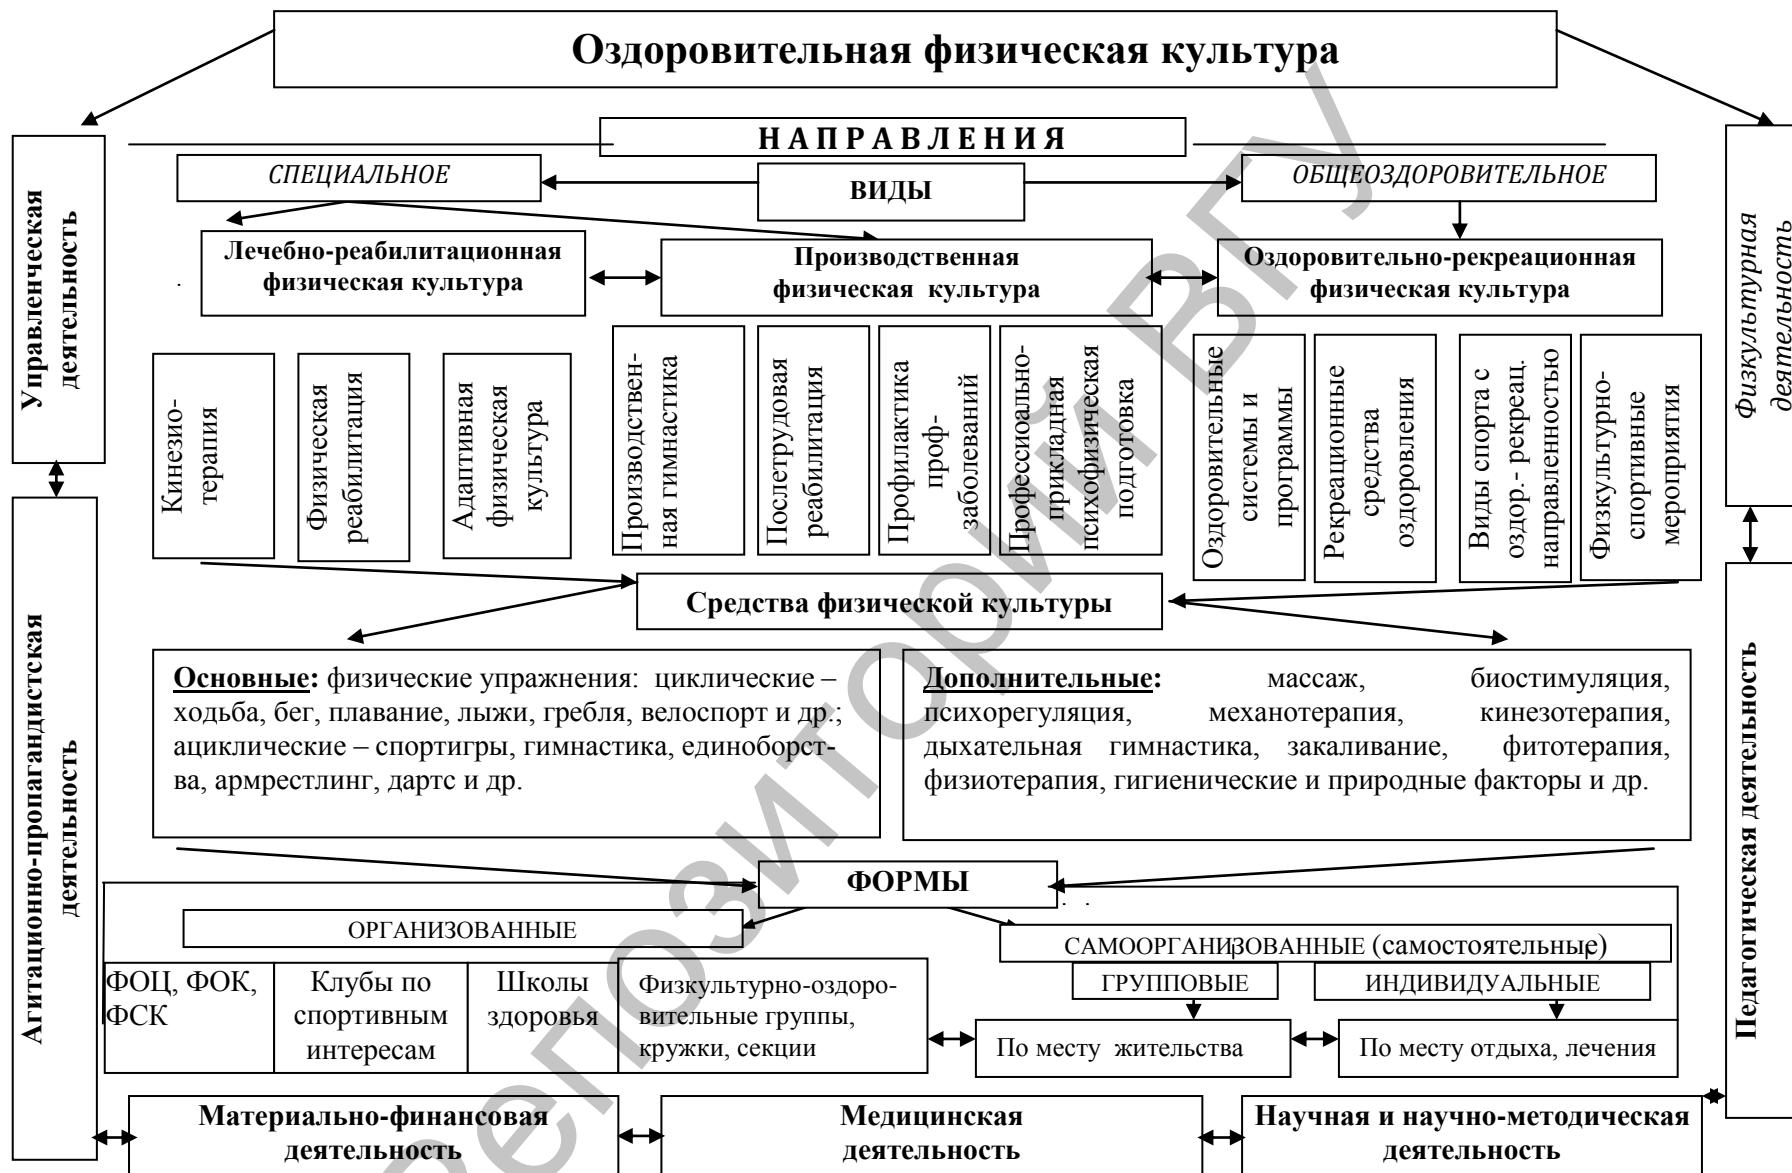 Оздоровительная физическая культура
НАПРАВЛЕНИЯ
СПЕЦИАЛЬНОЕ
ВИДЫ
ОБЩЕОЗДОРОВИТЕЛЬНОЕ
Управленческая
деятельность
Физкультурная
деятельность
Лечебно-реабилитационная
физическая культура
Производственная
физическая культура
Оздоровительно-рекреационная
физическая культура
Кинезио-
терапия
Физическая
реабилитация
Адаптивная
физическая
культура
Производствен-
ная гимнастика
Послетрудовая
реабилитация
Профилактика
проф-
заболеваний
Профессионально-
прикладная
психофизическая
подготовка
Оздоровительные
системы и
программы
Рекреационные
средства
оздоровления
Виды спорта с
оздор.- рекреац.
направленностью
Физкультурно-
спортивные
мероприятия
Средства физической культуры
Агитационно-пропагандистская
деятельность
Педагогическая деятельность
Основные: физические упражнения: циклические –
ходьба, бег, плавание, лыжи, гребля, велоспорт и др.;
ациклические – спортигры, гимнастика, единоборст-
ва, армрестлинг, дартс и др.
Дополнительные: массаж, биостимуляция,
психорегуляция, механотерапия, кинезотерапия,
дыхательная гимнастика, закаливание, фитотерапия,
физиотерапия, гигиенические и природные факторы и др.
ФОРМЫ
ОРГАНИЗОВАННЫЕ
САМООРГАНИЗОВАННЫЕ (самостоятельные)
ФОЦ, ФОК,
ФСК
Клубы по
спортивным
интересам
Школы
здоровья
Физкультурно-оздоро-
вительные группы,
кружки, секции
ГРУППОВЫЕ
ИНДИВИДУАЛЬНЫЕ
По месту жительства
По месту отдыха, лечения
Материально-финансовая
деятельность
Медицинская
деятельность
Научная и научно-методическая
деятельность
Репозиторий ВГУ